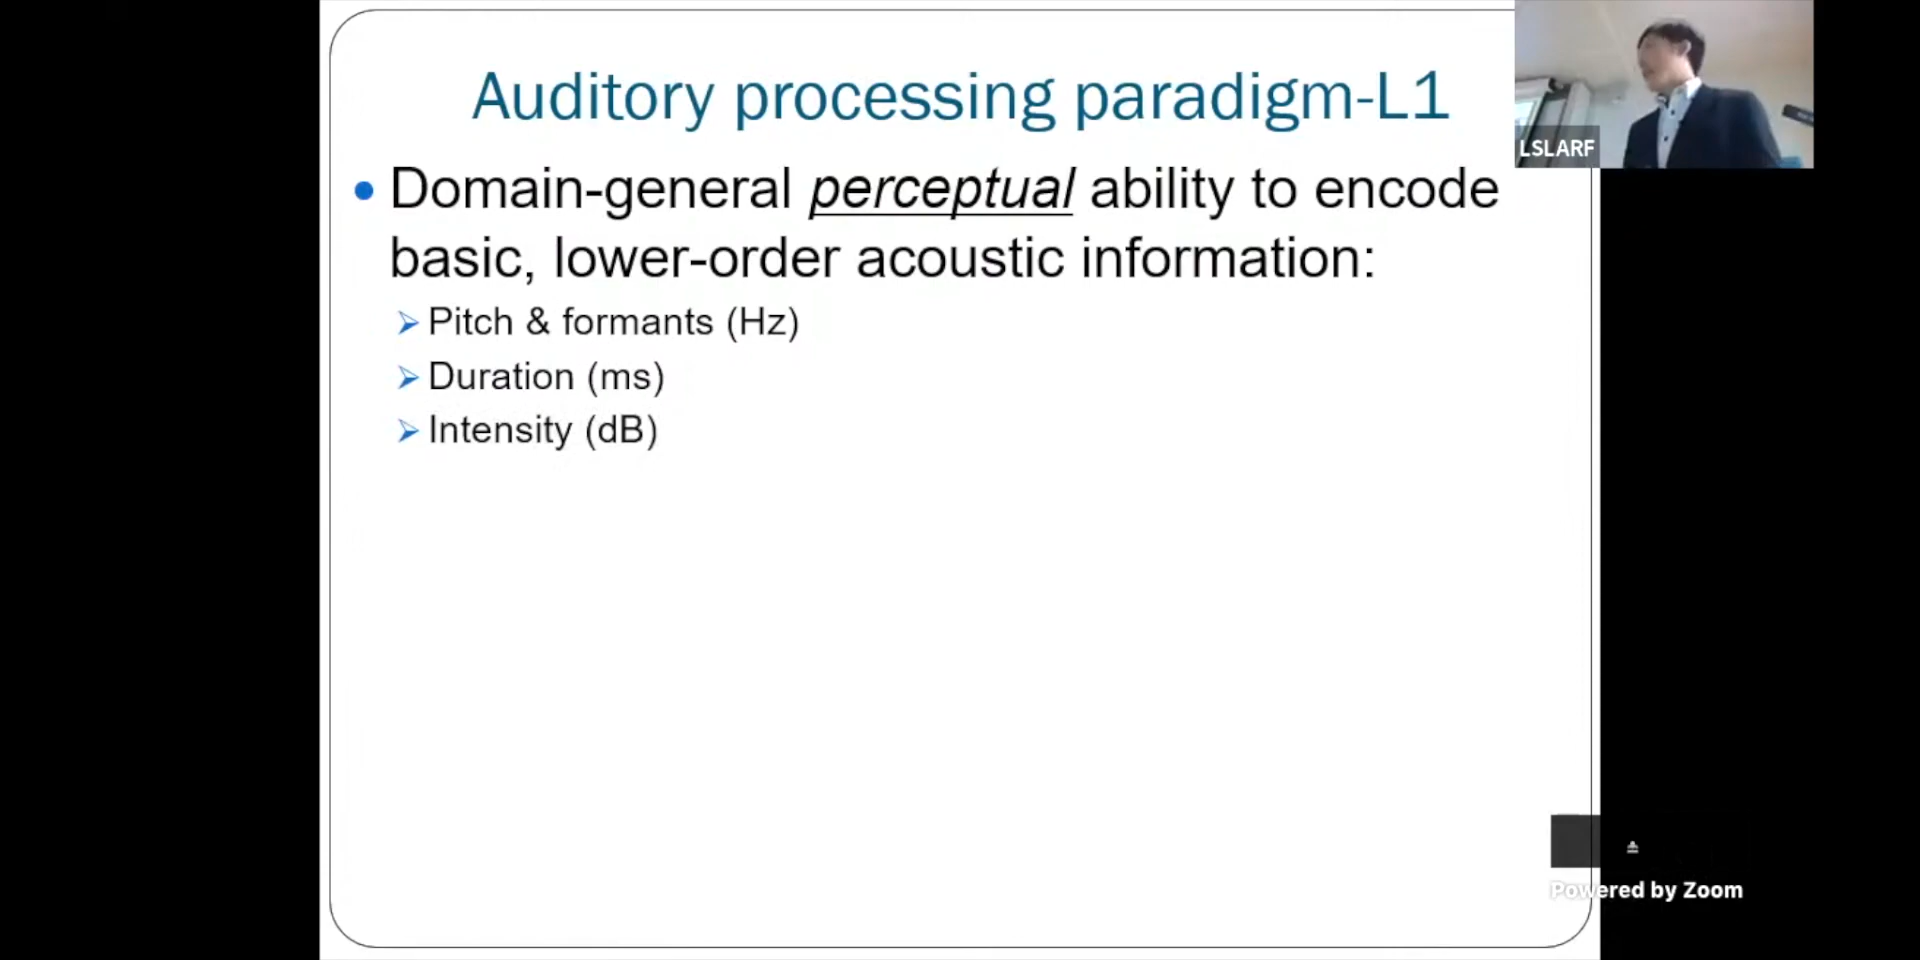 Auditory processing paradigm-L1
LSLARF
• Domain-general perceptual ability to encode
basic, lower-order acoustic information:
➢ Pitch & formants (Hz)
➢ Duration (ms)
➢ Intensity (dB)
Powered by Zoom